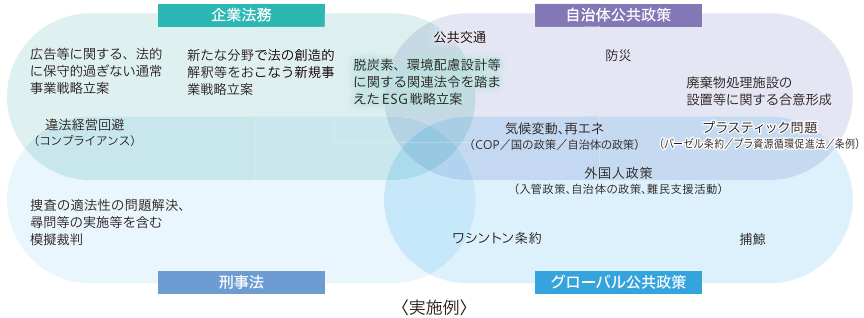 企業法務
自治体公共政策
広告等に関する、法的
に保守的過ぎない通常
事業戦略立案
新たな分野で法の創造的
解釈等をおこなう新規事
業戦略立案
公共交通
脱炭素、環境配慮設計等
に関する関連法令を踏ま
えたESG戦略立案
防災
廃棄物処理施設の
設置等に関する合意形成
違法経営回避
（コンプライアンス）
気候変動、再エネ
（COP／国の政策／自治体の政策）
プラスティック問題
（バーゼル条約／プラ資源循環促進法／条例）
外国人政策
（入管政策、自治体の政策、難民支援活動）
捜査の適法性の問題解決、
尋問等の実施等を含む
模擬裁判
ワシントン条約
捕鯨
刑事法
グローバル公共政策
〈実施例〉